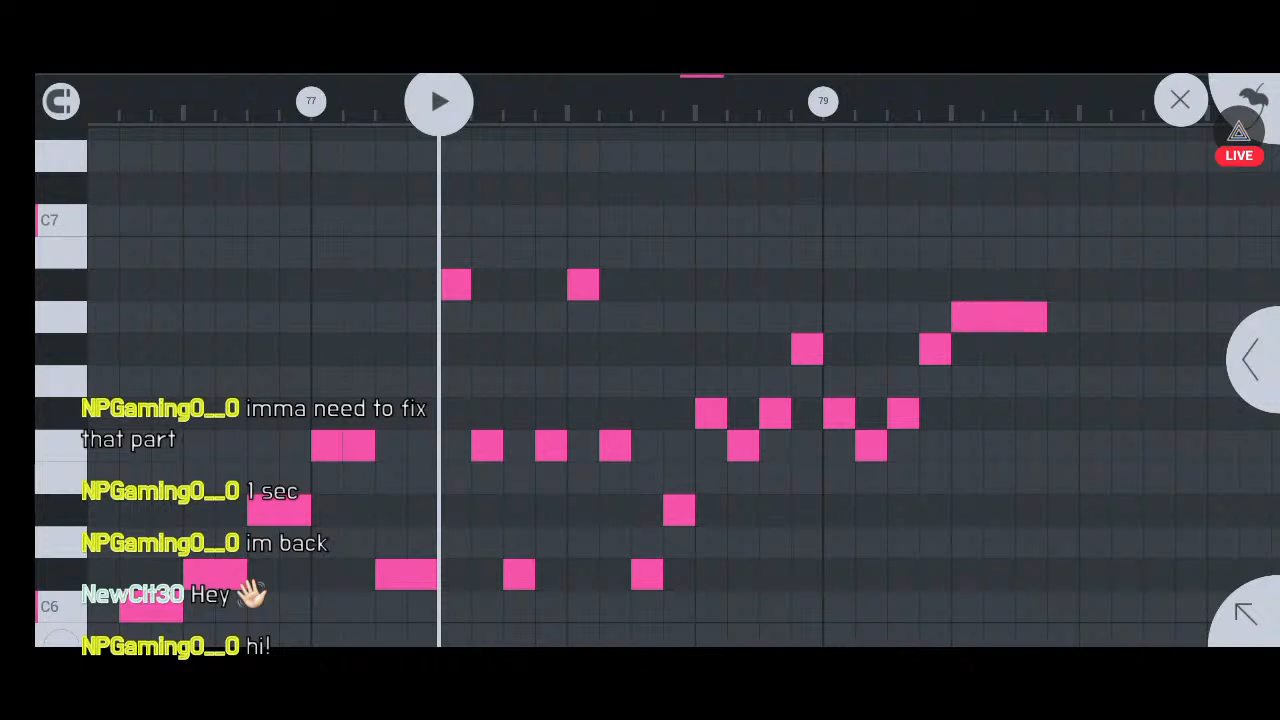 77
79
LIVE
C7
NPGaming0__0 imma need to fix
that part
NPGaming0__0 1 sec
NPGaming0__0 im back
NewClt30 Hey 👋🏻
C6
NPGaming0__0 hi!